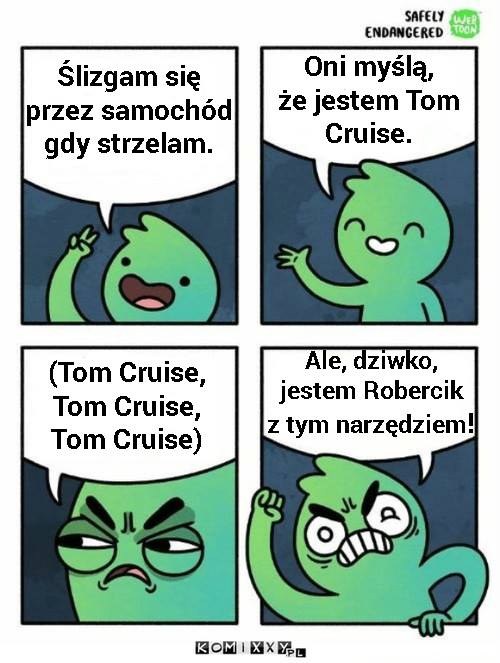 SAFELY
ENDANGERED
WEB
TOON
Ślizgam się
przez samochód
gdy strzelam.
Oni myślą,
że jestem Tom
Cruise.
(Tom Cruise,
Tom Cruise,
Tom Cruise)
Ale, dziwko,
jestem Robercik
z tym narzędziem!
KOMIXXY.PL